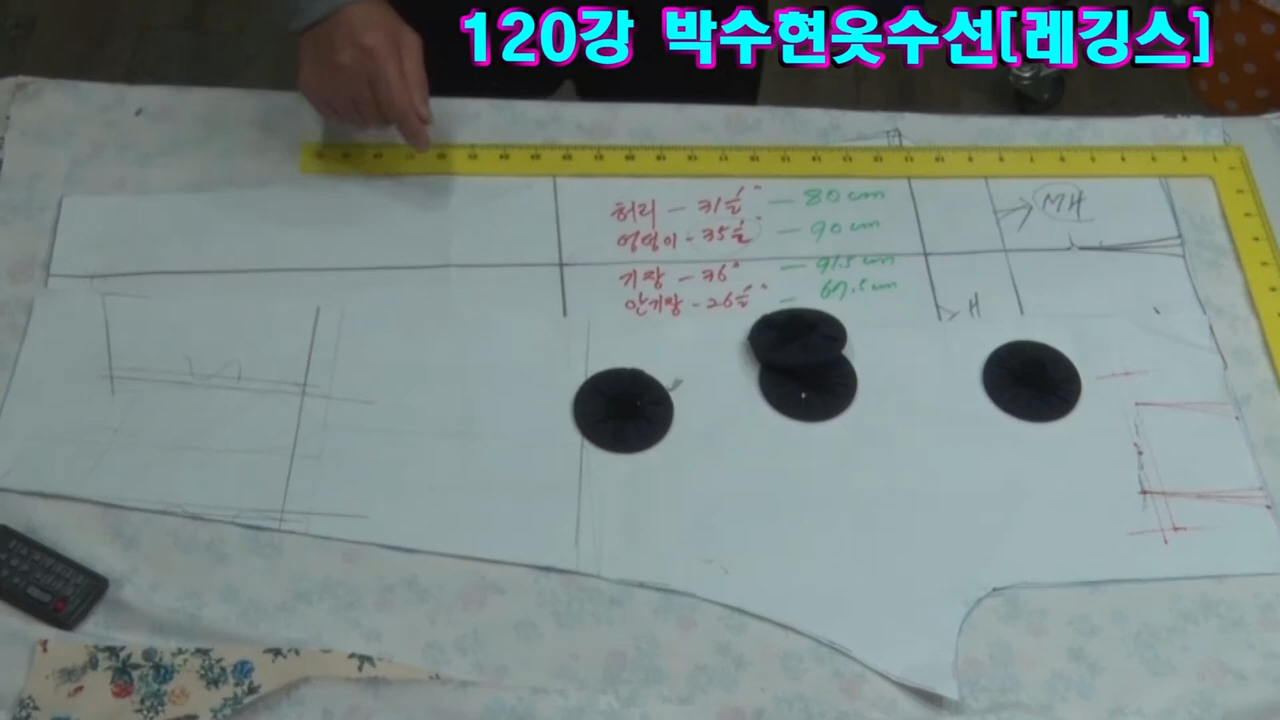 120강 박수현옷수선[레깅스]
허리 - 31½" - 80cm
엉덩이 - 35½" - 90cm
기장 - 36" - 91.5cm
안기장 - 26½" - 67.5cm
MH
H